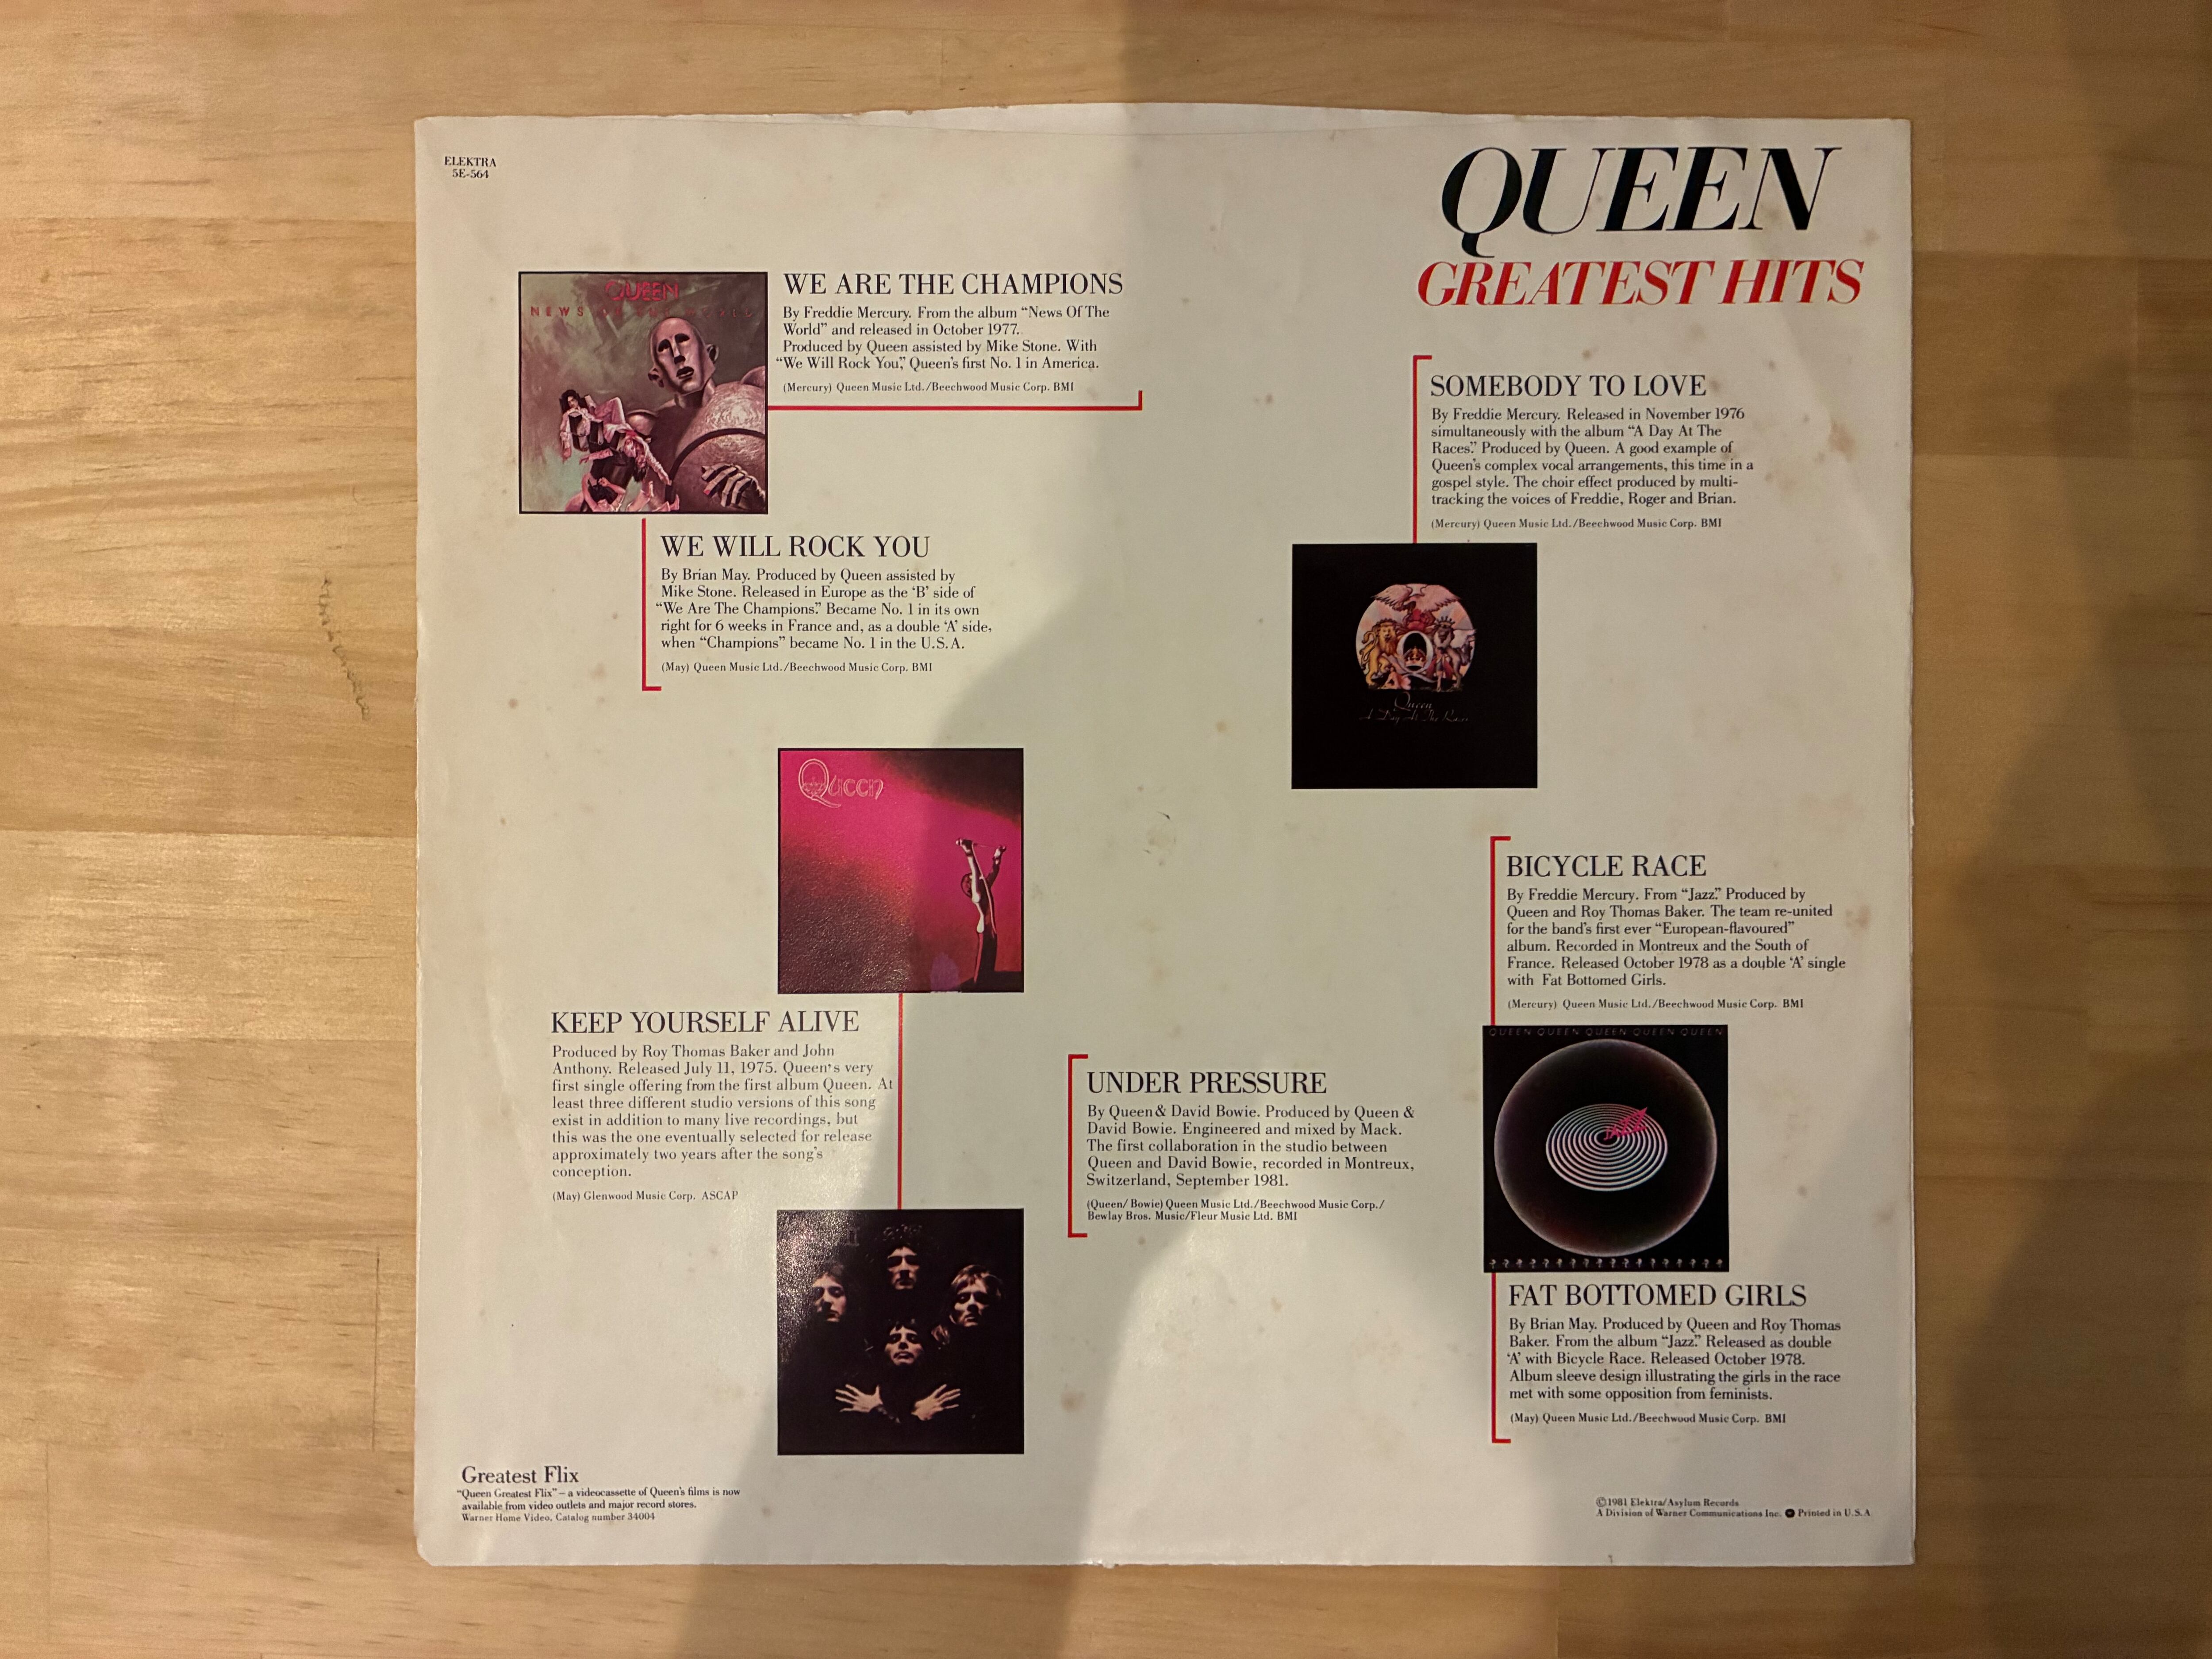 ELEKTRA
5E-564
QUEEN
GREATEST HITS
QUEEN
NEWS OF THE WORLD
WE ARE THE CHAMPIONS
By Freddie Mercury. From the album “News Of The
World” and released in October 1977.
Produced by Queen assisted by Mike Stone. With
“We Will Rock You,” Queen's first No. 1 in America.
(Mercury) Queen Music Ltd./Beechwood Music Corp. BMI
WE WILL ROCK YOU
By Brian May. Produced by Queen assisted by
Mike Stone. Released in Europe as the ‘B’ side of
“We Are The Champions.” Became No. 1 in its own
right for 6 weeks in France and, as a double ‘A’ side,
when “Champions” became No. 1 in the U.S.A.
(May) Queen Music Ltd./Beechwood Music Corp. BMI
Queen
KEEP YOURSELF ALIVE
Produced by Roy Thomas Baker and John
Anthony. Released July 11, 1975. Queen's very
first single offering from the first album Queen. At
least three different studio versions of this song
exist in addition to many live recordings, but
this was the one eventually selected for release
approximately two years after the song's
conception.
(May) Glenwood Music Corp. ASCAP
Greatest Flix
“Queen Greatest Flix” – a videocassette of Queen's films is now
available from video outlets and major record stores.
Warner Home Video, Catalog number 34004
UNDER PRESSURE
By Queen & David Bowie. Produced by Queen &
David Bowie. Engineered and mixed by Mack.
The first collaboration in the studio between
Queen and David Bowie, recorded in Montreux,
Switzerland, September 1981.
(Queen/Bowie) Queen Music Ltd./Beechwood Music Corp./
Bewlay Bros. Music/Fleur Music Ltd. BMI
SOMEBODY TO LOVE
By Freddie Mercury. Released in November 1976
simultaneously with the album “A Day At The
Races.” Produced by Queen. A good example of
Queen's complex vocal arrangements, this time in a
gospel style. The choir effect produced by multi-
tracking the voices of Freddie, Roger and Brian.
(Mercury) Queen Music Ltd./Beechwood Music Corp. BMI
Queen
A Day At The Races
BICYCLE RACE
By Freddie Mercury. From “Jazz.” Produced by
Queen and Roy Thomas Baker. The team re-united
for the band's first ever “European-flavoured”
album. Recorded in Montreux and the South of
France. Released October 1978 as a double ‘A’ single
with Fat Bottomed Girls.
(Mercury) Queen Music Ltd./Beechwood Music Corp. BMI
QUEEN QUEEN QUEEN QUEEN QUEEN
JAZZ
FAT BOTTOMED GIRLS
By Brian May. Produced by Queen and Roy Thomas
Baker. From the album “Jazz.” Released as double
‘A’ with Bicycle Race. Released October 1978.
Album sleeve design illustrating the girls in the race
met with some opposition from feminists.
(May) Queen Music Ltd./Beechwood Music Corp. BMI
©1981 Elektra/Asylum Records
A Division of Warner Communications Inc. Printed in U.S.A.